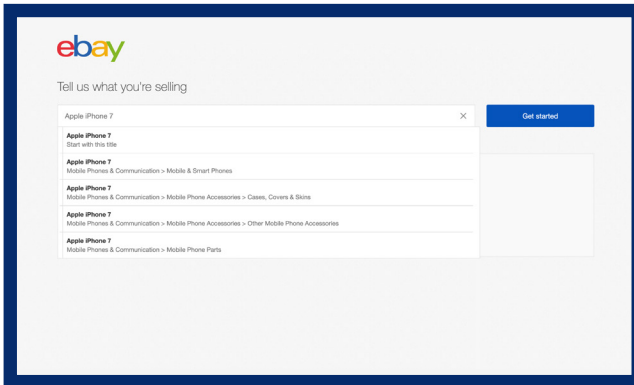 ebay
Tell us what you're selling
Apple iPhone 7
Get started
Apple iPhone 7
Start with this title
Apple iPhone 7
Mobile Phones & Communication > Mobile & Smart Phones
Apple iPhone 7
Mobile Phones & Communication > Mobile Phone Accessories > Cases, Covers & Skins
Apple iPhone 7
Mobile Phones & Communication > Mobile Phone Accessories > Other Mobile Phone Accessories
Apple iPhone 7
Mobile Phones & Communication > Mobile Phone Parts